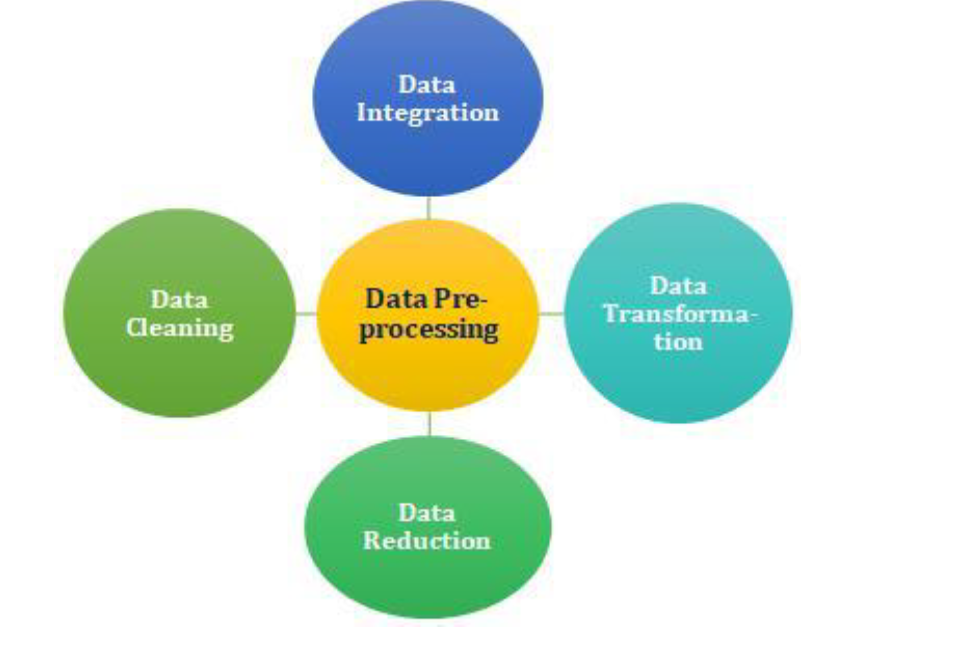 Data
Integration
Data
Cleaning
Data Pre-
processing
Data
Transforma-
tion
Data
Reduction